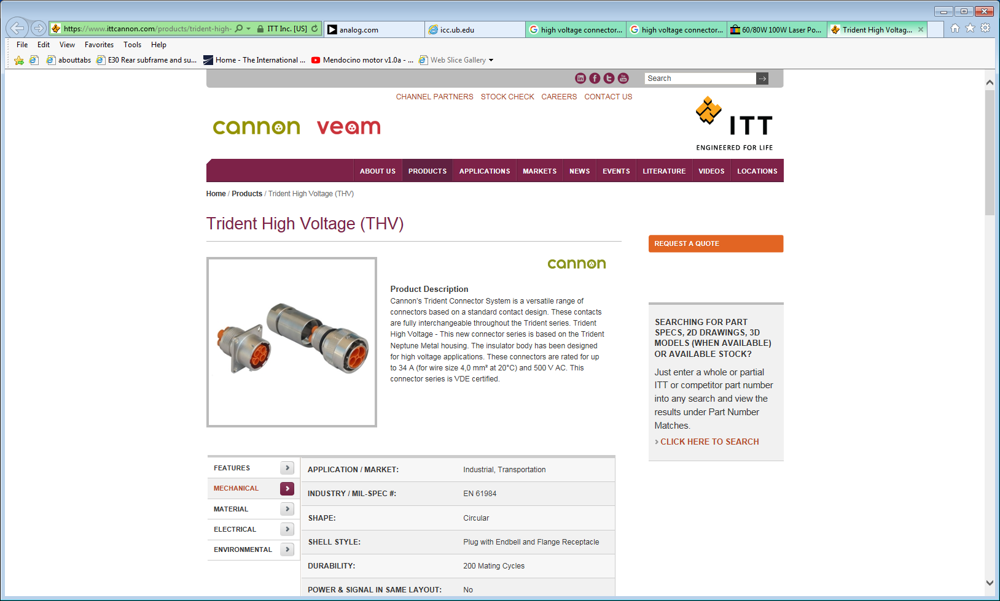 https://www.ittcannon.com/products/trident-high-
ITT Inc. [US]
analog.com
icc.ub.edu
high voltage connector...
high voltage connector...
60/80W 100W Laser Po...
Trident High Voltag...
File Edit View Favorites Tools Help
abouttabs
E30 Rear subframe and su...
Home - The International ...
Mendocino motor v1.0a - ...
Web Slice Gallery
Search
CHANNEL PARTNERS STOCK CHECK CAREERS CONTACT US
cannon veam
ITT
ENGINEERED FOR LIFE
ABOUT US PRODUCTS APPLICATIONS MARKETS NEWS EVENTS LITERATURE VIDEOS LOCATIONS
Home / Products / Trident High Voltage (THV)
Trident High Voltage (THV)
REQUEST A QUOTE
cannon
Product Description
Cannon's Trident Connector System is a versatile range of
connectors based on a standard contact design. These contacts
are fully interchangeable throughout the Trident series. Trident
High Voltage - This new connector series is based on the Trident
Neptune Metal housing. The insulator body has been designed
for high voltage applications. These connectors are rated for up
to 34 A (for wire size 4,0 mm² at 20°C) and 500 V AC. This
connector series is VDE certified.
SEARCHING FOR PART
SPECS, 2D DRAWINGS, 3D
MODELS (WHEN AVAILABLE)
OR AVAILABLE STOCK?
Just enter a whole or partial
ITT or competitor part number
into any search and view the
results under Part Number
Matches.
CLICK HERE TO SEARCH
FEATURES
MECHANICAL
MATERIAL
ELECTRICAL
ENVIRONMENTAL
APPLICATION / MARKET: Industrial, Transportation
INDUSTRY / MIL-SPEC #: EN 61984
SHAPE: Circular
SHELL STYLE: Plug with Endbell and Flange Receptacle
DURABILITY: 200 Mating Cycles
POWER & SIGNAL IN SAME LAYOUT: No